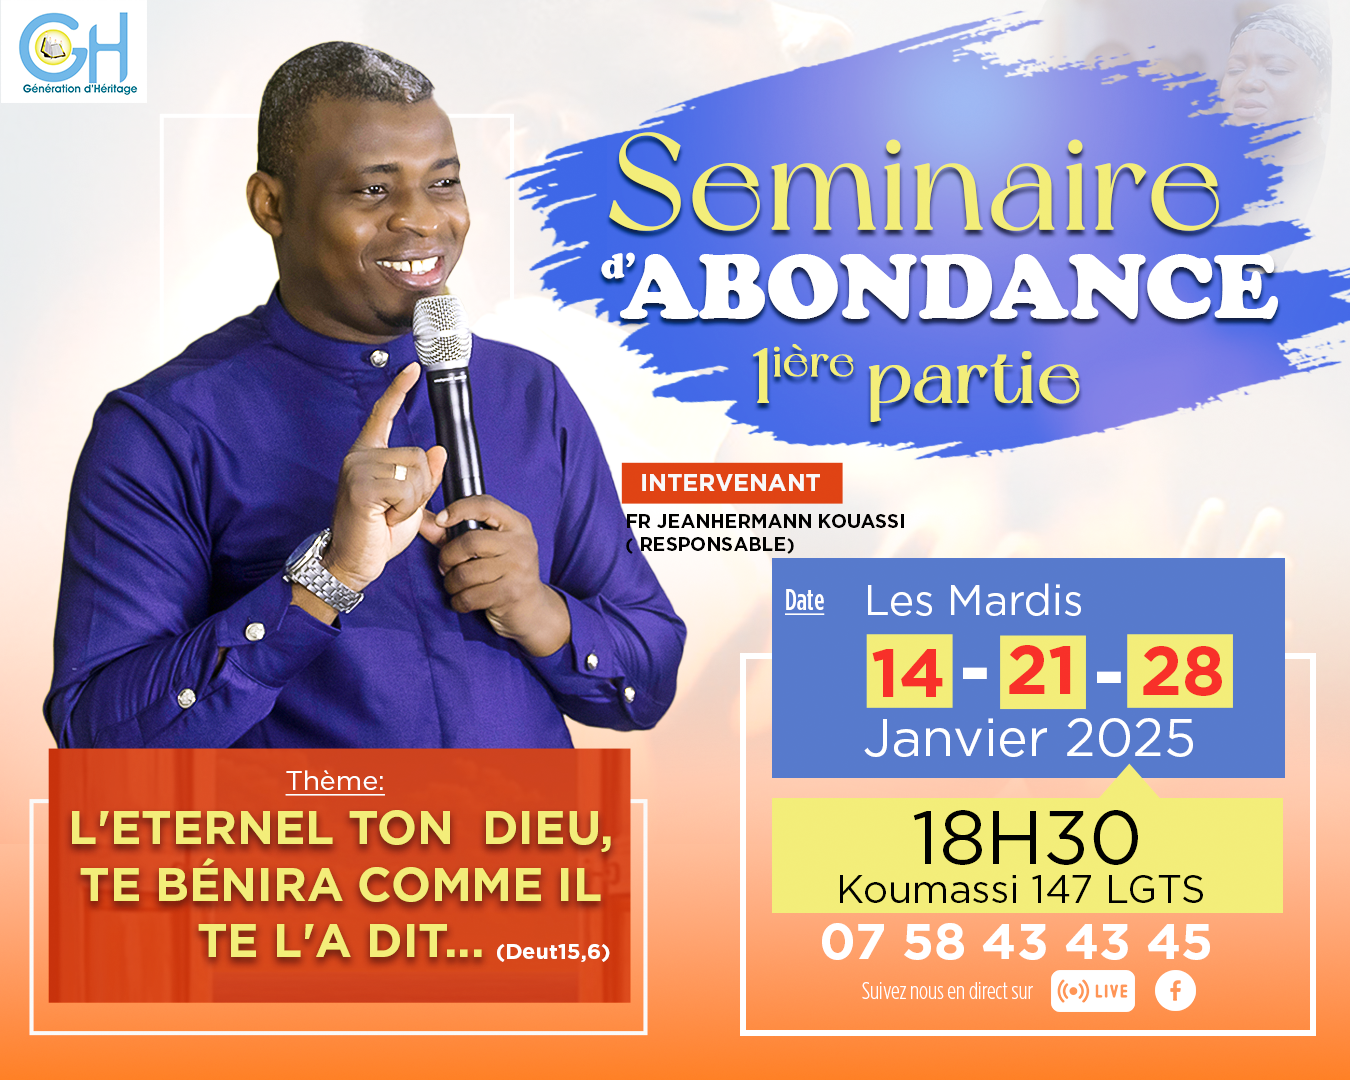 GH
Génération d'Héritage
Seminaire
d'ABONDANCE
1ière partie
INTERVENANT
FR JEANHERMANN KOUASSI
( RESPONSABLE)
Date Les Mardis
14 - 21 - 28
Janvier 2025
18H30
Koumassi 147 LGTS
07 58 43 43 45
Suivez nous en direct sur LIVE f
Thème:
L'ETERNEL TON DIEU,
TE BÉNIRA COMME IL
TE L'A DIT... (Deut15,6)